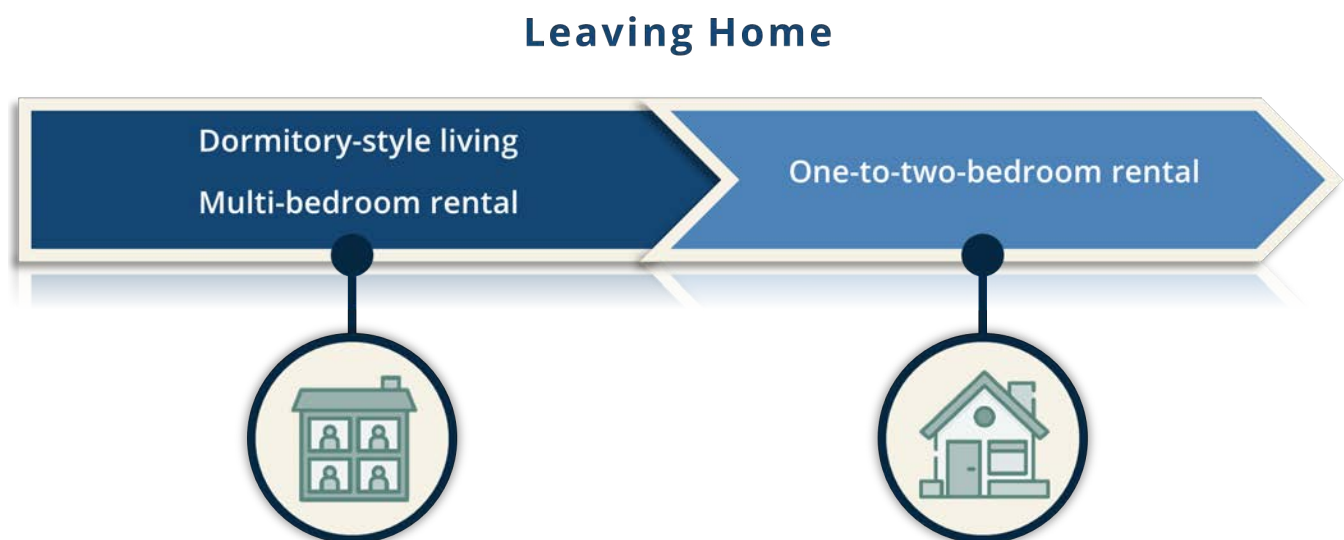 Leaving Home
Dormitory-style living
Multi-bedroom rental
One-to-two-bedroom rental